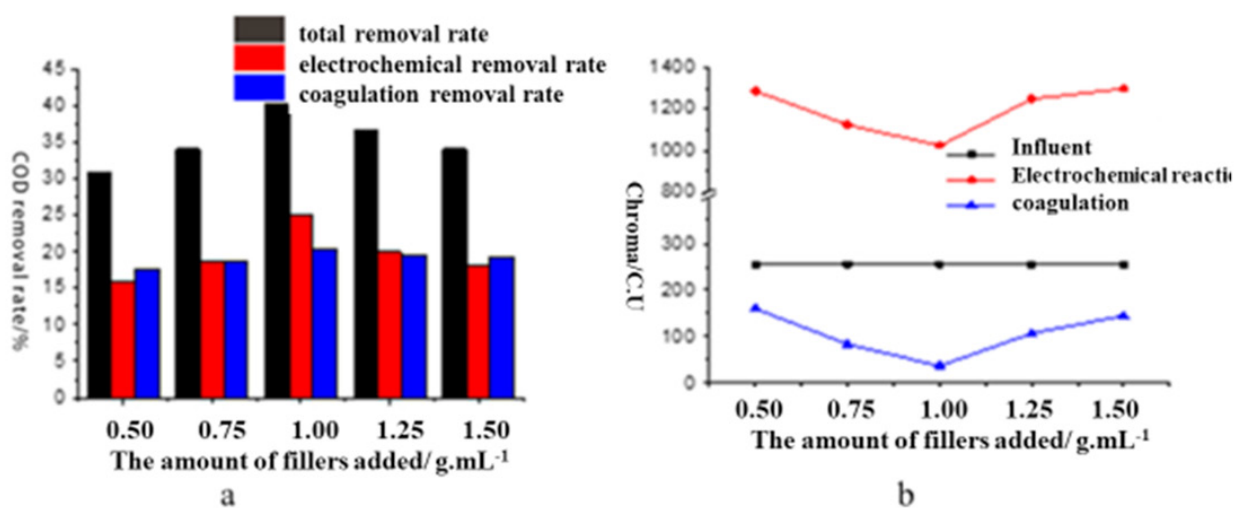 total removal rate
electrochemical removal rate
coagulation removal rate
COD removal rate/%
45
40
35
30
25
20
15
10
5
0
0.50 0.75 1.00 1.25 1.50
The amount of fillers added/ g.mL⁻¹
a
Chroma/C.U
1400
1200
1000
800
300
200
100
0
Influent
Electrochemical reacti
coagulation
0.50 0.75 1.00 1.25 1.50
The amount of fillers added/ g.mL⁻¹
b